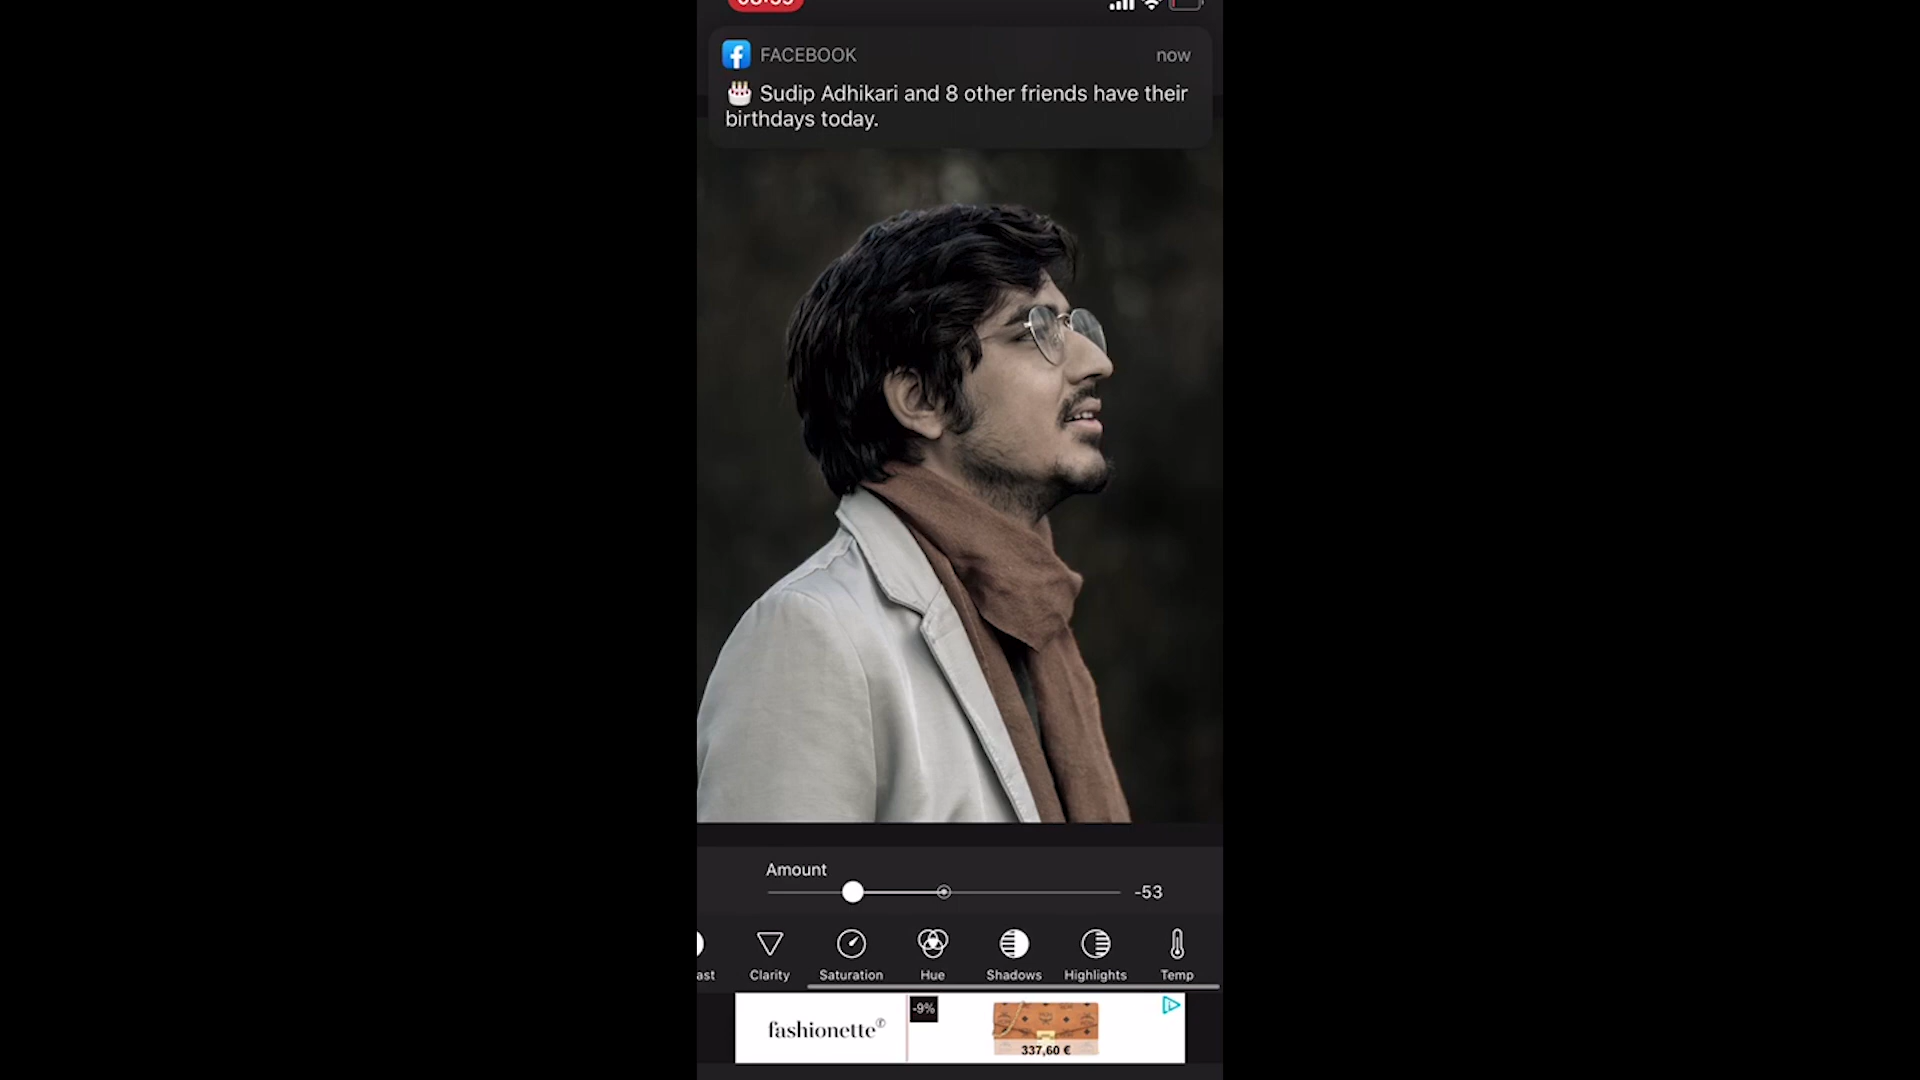 FACEBOOK
now
Sudip Adhikari and 8 other friends have their
birthdays today.
Amount
-53
ast
Clarity
Saturation
Hue
Shadows
Highlights
Temp
fashionette
-9%
337,60 €